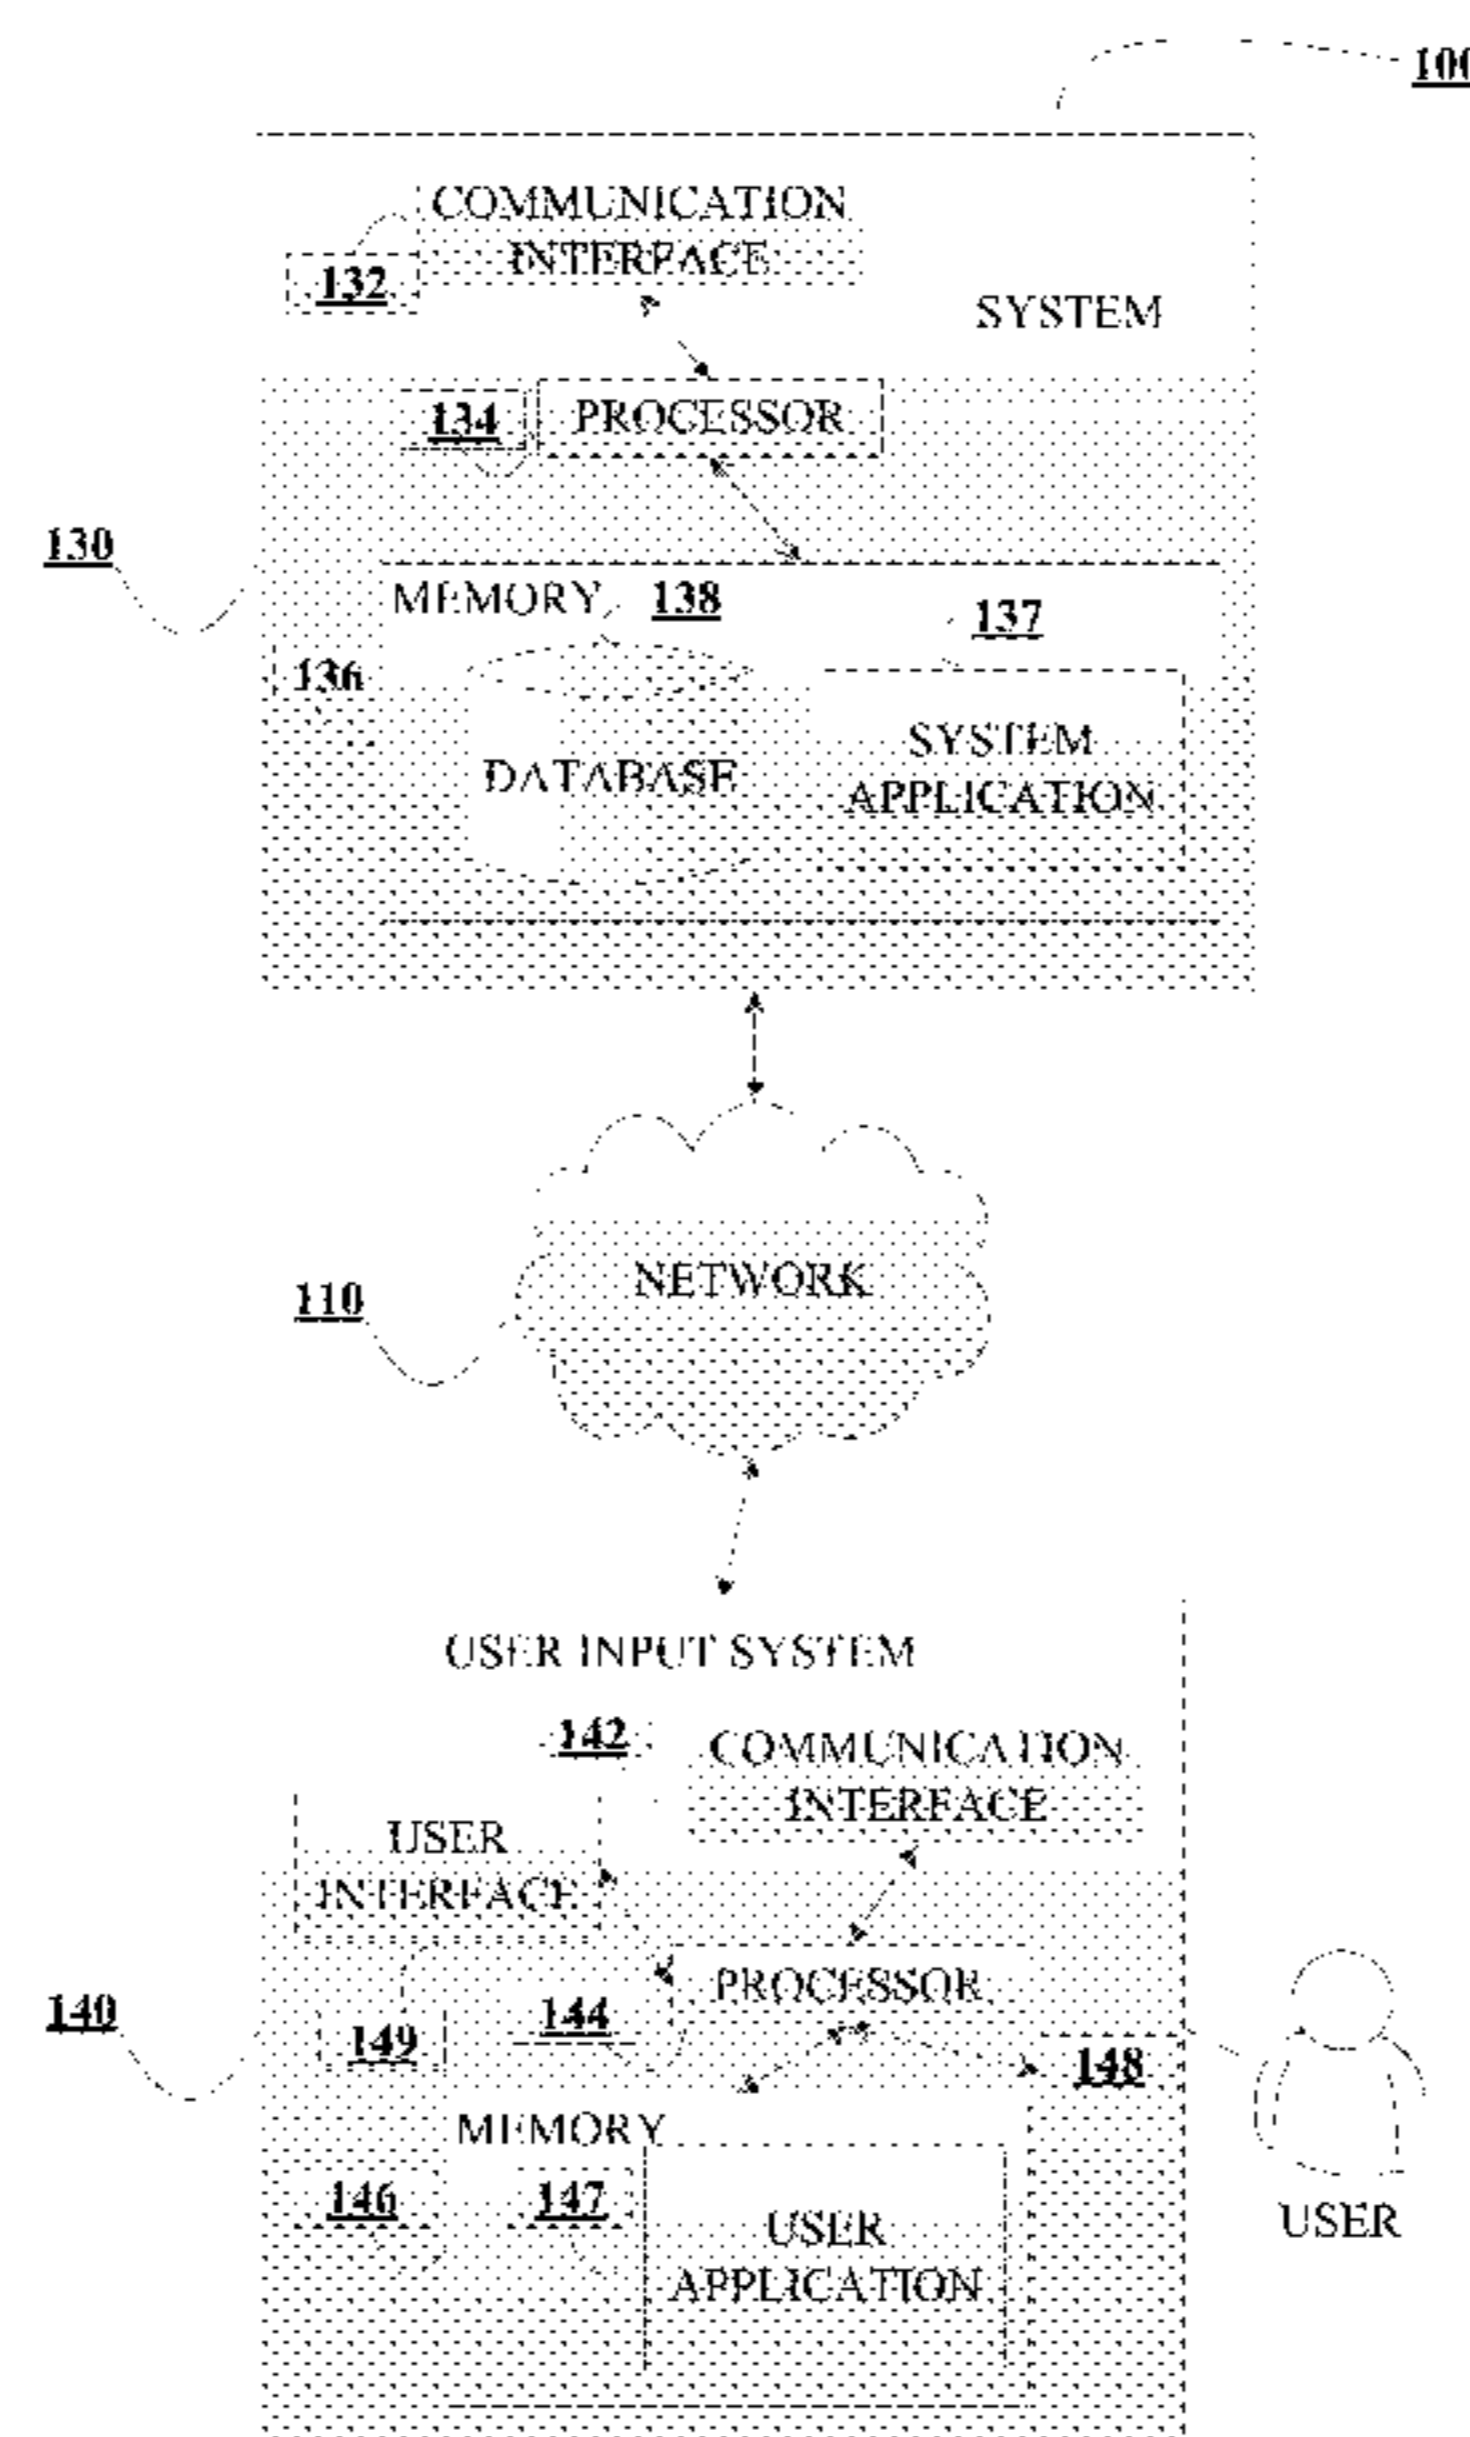 100
COMMUNICATION
INTERFACE
132
SYSTEM
134
PROCESSOR
130
MEMORY
138
137
136
DATABASE
SYSTEM
APPLICATION
NETWORK
110
USER INPUT SYSTEM
142
COMMUNICATION
INTERFACE
USER
INTERFACE
PROCESSOR
140
149
144
148
MEMORY
146
147
USER
APPLICATION
USER